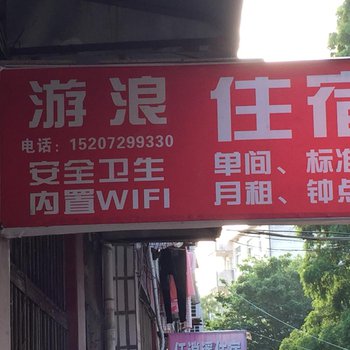 游浪 住宿
电话：15207299330
安全卫生 单间、标准
内置WIFI 月租、钟点